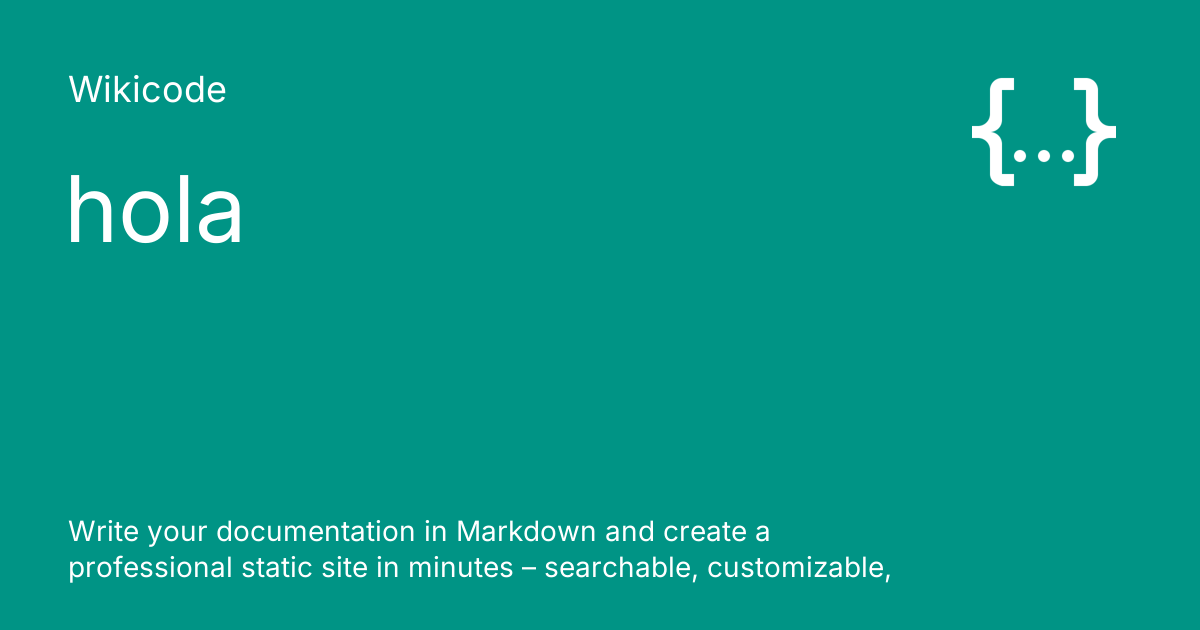 Wikicode
hola
Write your documentation in Markdown and create a
professional static site in minutes – searchable, customizable,